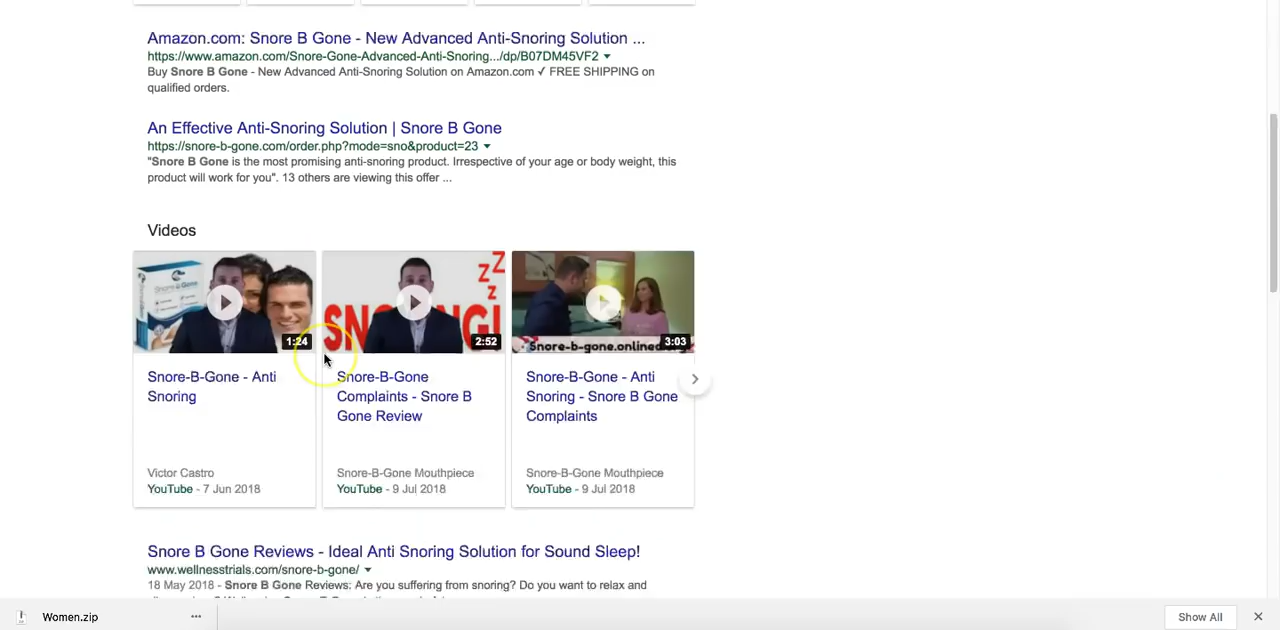 Amazon.com: Snore B Gone - New Advanced Anti-Snoring Solution ...
https://www.amazon.com/Snore-Gone-Advanced-Anti-Snoring.../dp/B07DM45VF2
Buy Snore B Gone - New Advanced Anti-Snoring Solution on Amazon.com ✓ FREE SHIPPING on
qualified orders.
An Effective Anti-Snoring Solution | Snore B Gone
https://snore-b-gone.com/order.php?mode=sno&product=23
"Snore B Gone is the most promising anti-snoring product. Irrespective of your age or body weight, this
product will work for you". 13 others are viewing this offer ...
Videos
1:24
2:52
Snore-b-gone.online
3:03
Snore-B-Gone - Anti
Snoring
Victor Castro
YouTube - 7 Jun 2018
Snore-B-Gone
Complaints - Snore B
Gone Review
Snore-B-Gone Mouthpiece
YouTube - 9 Jul 2018
Snore-B-Gone - Anti
Snoring - Snore B Gone
Complaints
Snore-B-Gone Mouthpiece
YouTube - 9 Jul 2018
Snore B Gone Reviews - Ideal Anti Snoring Solution for Sound Sleep!
www.wellnesstrials.com/snore-b-gone/
18 May 2018 - Snore B Gone Reviews: Are you suffering from snoring? Do you want to relax and
Women.zip
Show All